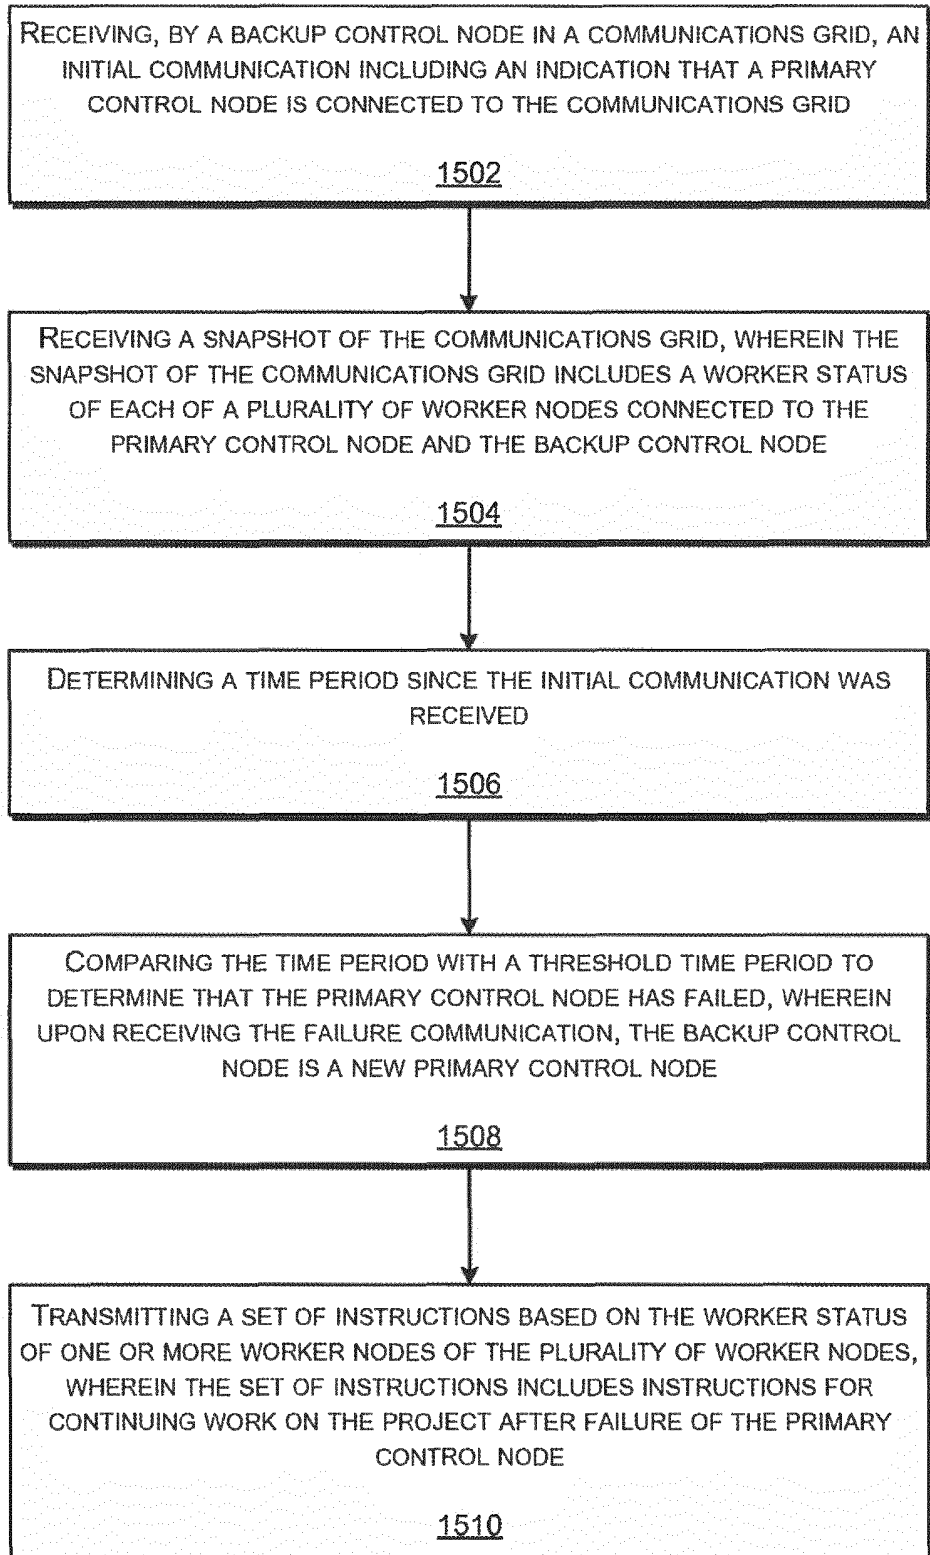 RECEIVING, BY A BACKUP CONTROL NODE IN A COMMUNICATIONS GRID, AN
INITIAL COMMUNICATION INCLUDING AN INDICATION THAT A PRIMARY
CONTROL NODE IS CONNECTED TO THE COMMUNICATIONS GRID
1502
RECEIVING A SNAPSHOT OF THE COMMUNICATIONS GRID, WHEREIN THE
SNAPSHOT OF THE COMMUNICATIONS GRID INCLUDES A WORKER STATUS
OF EACH OF A PLURALITY OF WORKER NODES CONNECTED TO THE
PRIMARY CONTROL NODE AND THE BACKUP CONTROL NODE
1504
DETERMINING A TIME PERIOD SINCE THE INITIAL COMMUNICATION WAS
RECEIVED
1506
COMPARING THE TIME PERIOD WITH A THRESHOLD TIME PERIOD TO
DETERMINE THAT THE PRIMARY CONTROL NODE HAS FAILED, WHEREIN
UPON RECEIVING THE FAILURE COMMUNICATION, THE BACKUP CONTROL
NODE IS A NEW PRIMARY CONTROL NODE
1508
TRANSMITTING A SET OF INSTRUCTIONS BASED ON THE WORKER STATUS
OF ONE OR MORE WORKER NODES OF THE PLURALITY OF WORKER NODES,
WHEREIN THE SET OF INSTRUCTIONS INCLUDES INSTRUCTIONS FOR
CONTINUING WORK ON THE PROJECT AFTER FAILURE OF THE PRIMARY
CONTROL NODE
1510